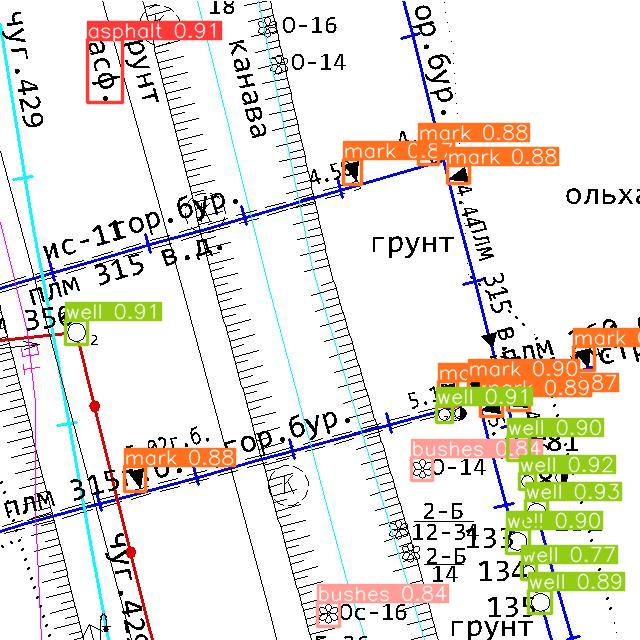 18
О-16
О-14
asphalt 0.91
асф.
грунт
канава
чуг.429
гор.бур.
mark 0.88
mark 0.87
mark 0.88
4.5
4.44
плм 315 в.д.
ольха
ис-11
гор.бур.
плм 315 в.д.
грунт
356
well 0.91
2
К
плм 160
mark 0.
mark 0.90
mark 0.89
87
well 0.91
5.1
гор.бур.
mark 0.88
плм 315
bushes 0.84
О-14
well 0.90
81
well 0.92
well 0.93
К
2-Б
12-34
2-Б
14
well 0.90
133
well 0.77
134
well 0.89
135
bushes 0.84
Ос-16
грунт
чуг.429